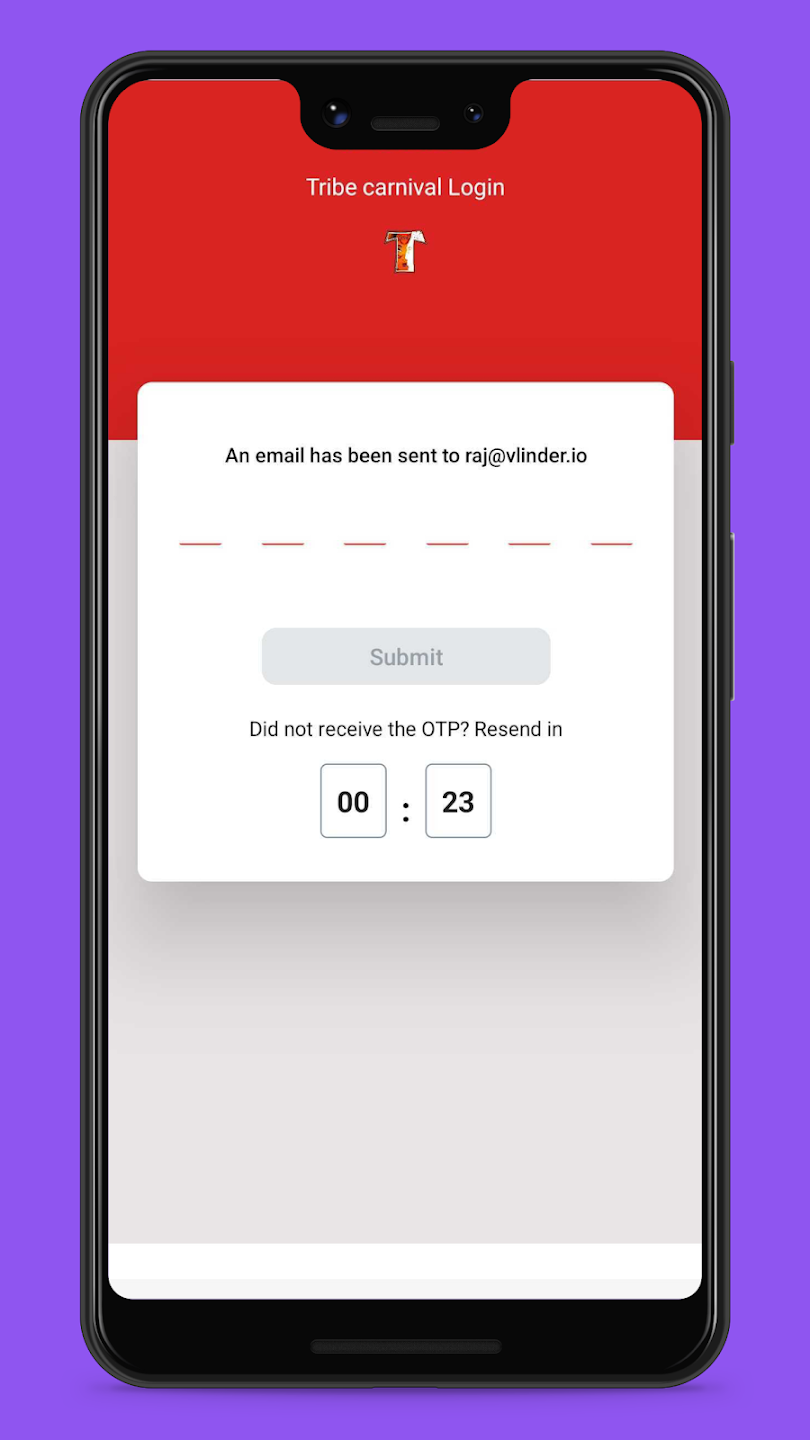 Tribe carnival Login
T
An email has been sent to raj@vlinder.io
Submit
Did not receive the OTP? Resend in
00 : 23